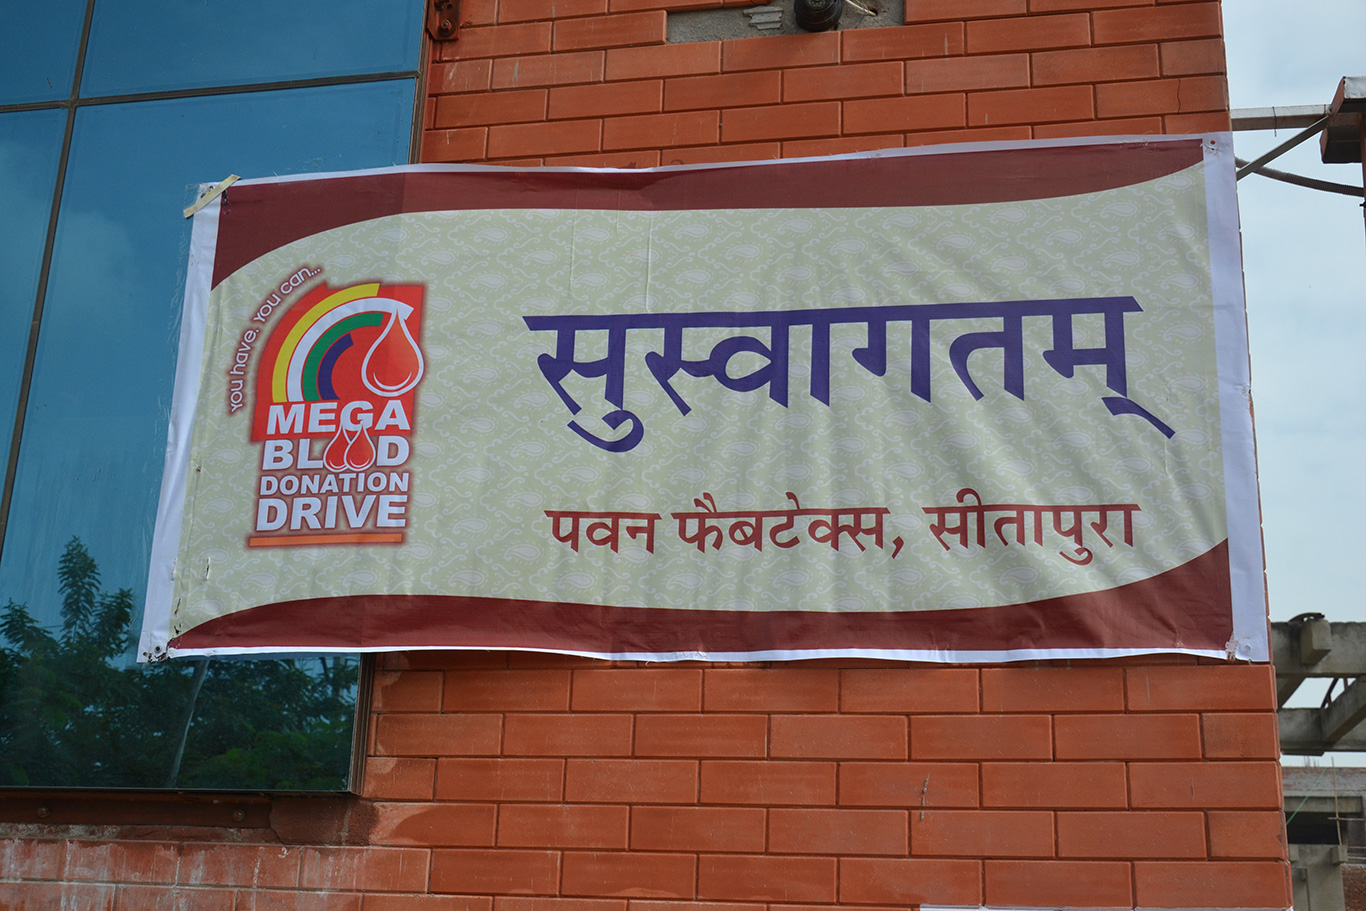 you have. you can...
MEGA
BLOOD
DONATION
DRIVE
सुस्वागतम्
पवन फैबटेक्स, सीतापुरा